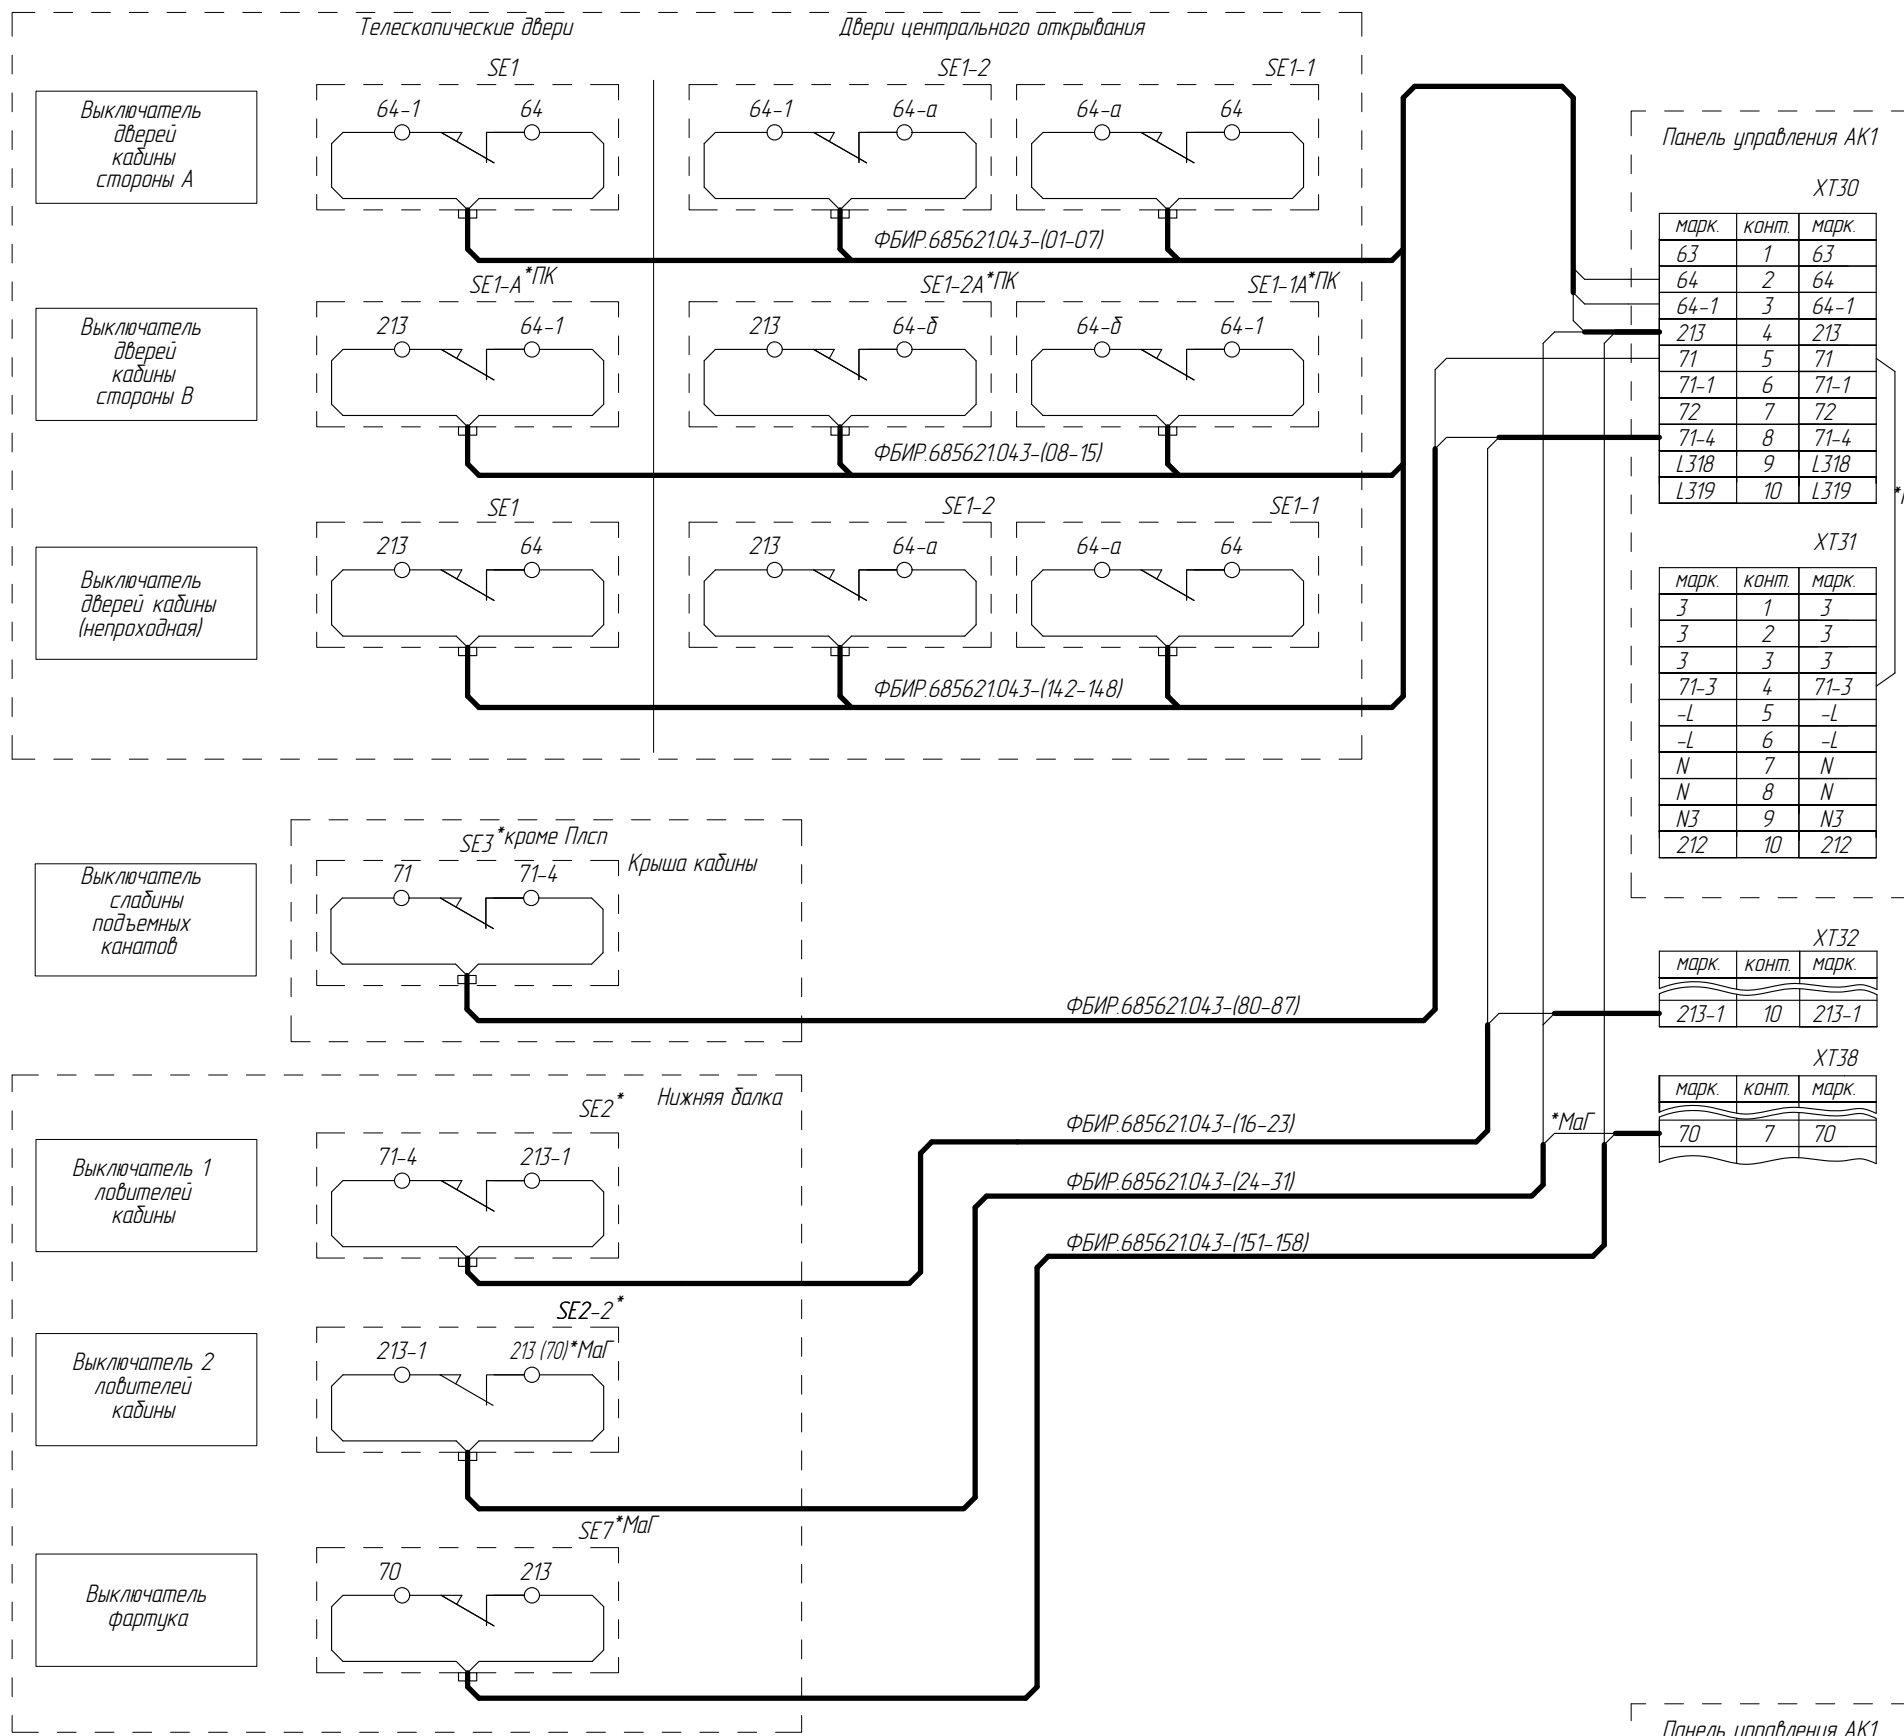 Телескопические двери
Двери центрального открывания
Выключатель
дверей
кабины
стороны А
SE1
64-1 64
SE1-2
64-1 64-а
SE1-1
64-а 64
ФБИР.685621.043-(01-07)
Выключатель
дверей
кабины
стороны В
SE1-A*ПК
213 64-1
SE1-2A*ПК
213 64-б
SE1-1A*ПК
64-б 64-1
ФБИР.685621.043-(08-15)
Выключатель
дверей кабины
(непроходная)
SE1
213 64
SE1-2
213 64-а
SE1-1
64-а 64
ФБИР.685621.043-(142-148)
Выключатель
слабины
подъемных
канатов
SE3*кроме Плсп
Крыша кабины
71 71-4
ФБИР.685621.043-(80-87)
Нижняя балка
Выключатель 1
ловителей
кабины
SE2*
71-4 213-1
ФБИР.685621.043-(16-23)
Выключатель 2
ловителей
кабины
SE2-2*
213-1 213 (70)*МаГ
ФБИР.685621.043-(24-31)
Выключатель
фартука
SE7*МаГ
70 213
ФБИР.685621.043-(151-158)
*МаГ
Панель управления АК1
XT30
марк. конт. марк.
63 1 63
64 2 64
64-1 3 64-1
213 4 213
71 5 71
71-1 6 71-1
72 7 72
71-4 8 71-4
L318 9 L318
L319 10 L319
XT31
марк. конт. марк.
3 1 3
3 2 3
3 3 3
71-3 4 71-3
-L 5 -L
-L 6 -L
N 7 N
N 8 N
N3 9 N3
212 10 212
XT32
марк. конт. марк.
213-1 10 213-1
XT38
марк. конт. марк.
70 7 70
Панель управления АК1